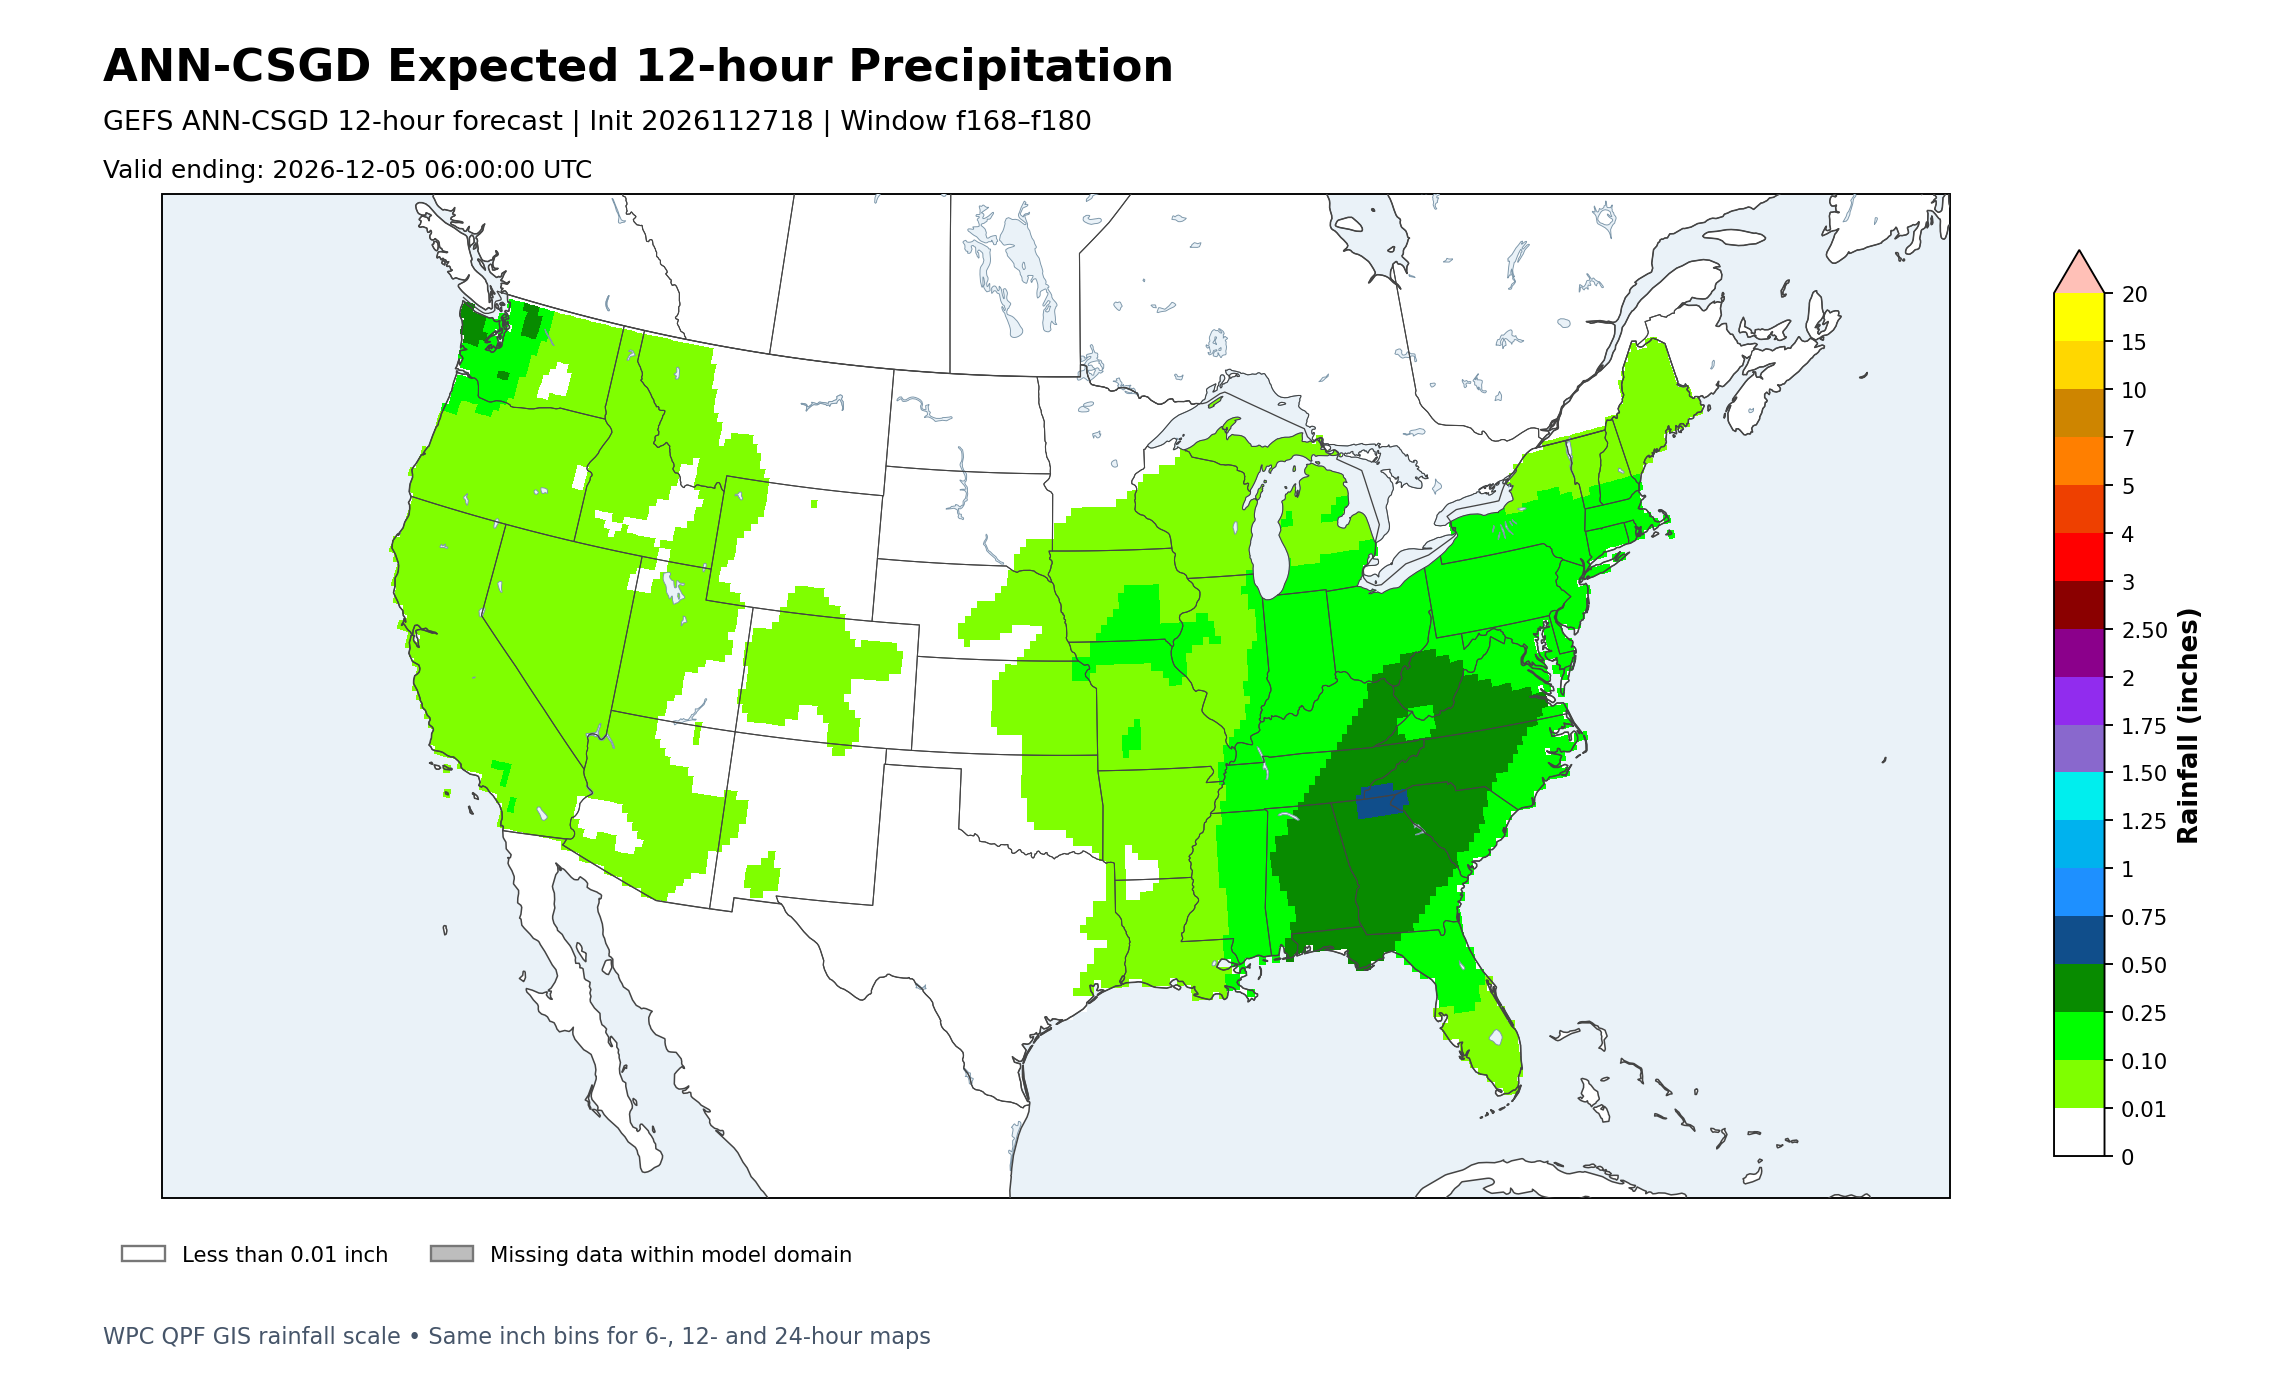 ANN-CSGD Expected 12-hour Precipitation
GEFS ANN-CSGD 12-hour forecast | Init 2026112718 | Window f168–f180
Valid ending: 2026-12-05 06:00:00 UTC
20
15
10
7
5
4
3
2.50
2
1.75
1.50
1.25
1
0.75
0.50
0.25
0.10
0.01
0
Rainfall (inches)
Less than 0.01 inch
Missing data within model domain
WPC QPF GIS rainfall scale • Same inch bins for 6-, 12- and 24-hour maps